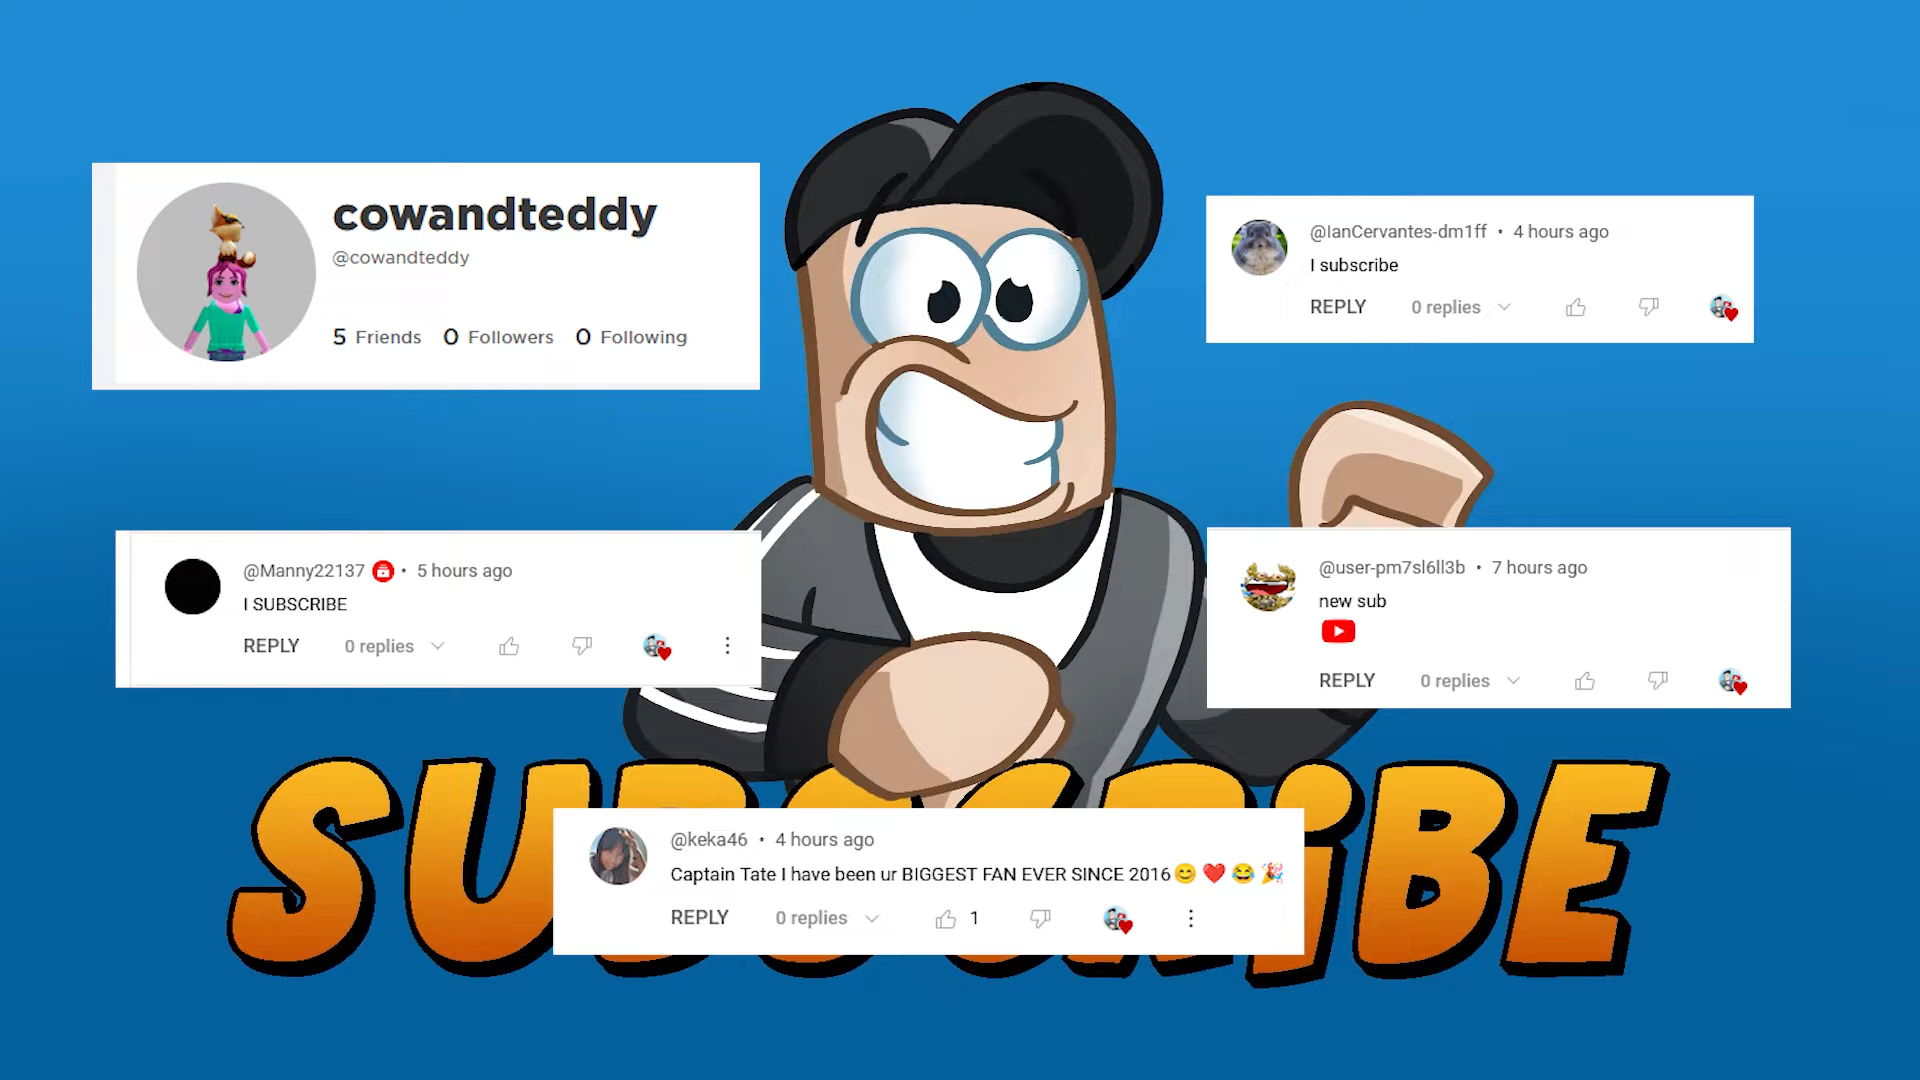 cowandteddy
@cowandteddy
5 Friends 0 Followers 0 Following
@IanCervantes-dm1ff • 4 hours ago
I subscribe
REPLY 0 replies
@Manny22137 • 5 hours ago
I SUBSCRIBE
REPLY 0 replies
@user-pm7sl6ll3b • 7 hours ago
new sub
REPLY 0 replies
SUBSCRiBE
@keka46 • 4 hours ago
Captain Tate I have been ur BIGGEST FAN EVER SINCE 2016😊❤️😂🎉
REPLY 0 replies 1